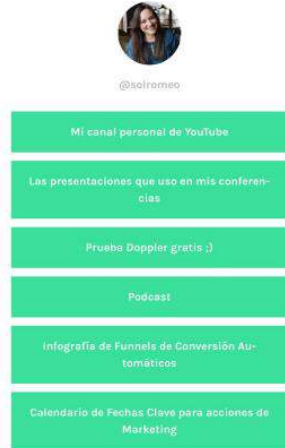 @solromeo
Mi canal personal de YouTube
Las presentaciones que uso en mis conferen-
cias
Prueba Doppler gratis ;)
Podcast
Infografía de Funnels de Conversión Au-
tomáticos
Calendario de Fechas Clave para acciones de
Marketing